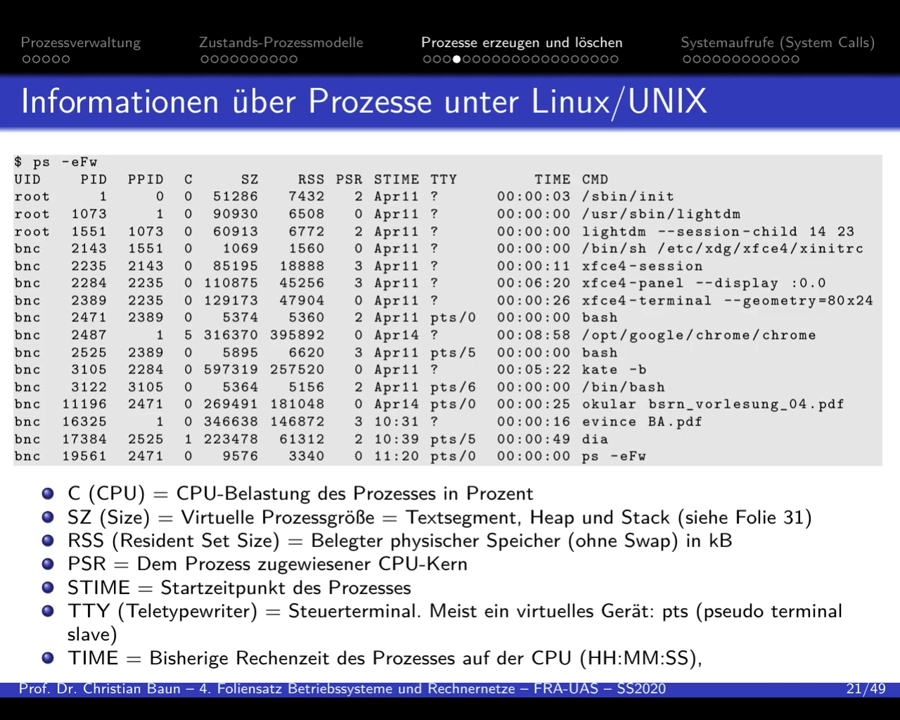 Prozessverwaltung Zustands-Prozessmodelle Prozesse erzeugen und löschen Systemaufrufe (System Calls)
Informationen über Prozesse unter Linux/UNIX
$ ps -eFw
UID PID PPID C SZ RSS PSR STIME TTY TIME CMD
root 1 0 0 51286 7432 2 Apr11 ? 00:00:03 /sbin/init
root 1073 1 0 90930 6508 0 Apr11 ? 00:00:00 /usr/sbin/lightdm
root 1551 1073 0 60913 6772 2 Apr11 ? 00:00:00 lightdm --session-child 14 23
bnc 2143 1551 0 1069 1560 0 Apr11 ? 00:00:00 /bin/sh /etc/xdg/xfce4/xinitrc
bnc 2235 2143 0 85195 18888 3 Apr11 ? 00:00:11 xfce4-session
bnc 2284 2235 0 110875 45256 3 Apr11 ? 00:06:20 xfce4-panel --display :0.0
bnc 2389 2235 0 129173 47904 0 Apr11 ? 00:00:26 xfce4-terminal --geometry=80x24
bnc 2471 2389 0 5374 5360 2 Apr11 pts/0 00:00:00 bash
bnc 2487 1 5 316370 395892 0 Apr14 ? 00:08:58 /opt/google/chrome/chrome
bnc 2525 2389 0 5895 6620 3 Apr11 pts/5 00:00:00 bash
bnc 3105 2284 0 597319 257520 0 Apr11 ? 00:05:22 kate -b
bnc 3122 3105 0 5364 5156 2 Apr11 pts/6 00:00:00 /bin/bash
bnc 11196 2471 0 269491 181048 0 Apr14 pts/0 00:00:25 okular bsrn_vorlesung_04.pdf
bnc 16325 1 0 346638 146872 3 10:31 ? 00:00:16 evince BA.pdf
bnc 17384 2525 1 223478 61312 2 10:39 pts/5 00:00:49 dia
bnc 19561 2471 0 9576 3340 0 11:20 pts/0 00:00:00 ps -eFw
C (CPU) = CPU-Belastung des Prozesses in Prozent
SZ (Size) = Virtuelle Prozessgröße = Textsegment, Heap und Stack (siehe Folie 31)
RSS (Resident Set Size) = Belegter physischer Speicher (ohne Swap) in kB
PSR = Dem Prozess zugewiesener CPU-Kern
STIME = Startzeitpunkt des Prozesses
TTY (Teletypewriter) = Steuerterminal. Meist ein virtuelles Gerät: pts (pseudo terminal
slave)
TIME = Bisherige Rechenzeit des Prozesses auf der CPU (HH:MM:SS),
Prof. Dr. Christian Baun – 4. Foliensatz Betriebssysteme und Rechnernetze – FRA-UAS – SS2020 21/49